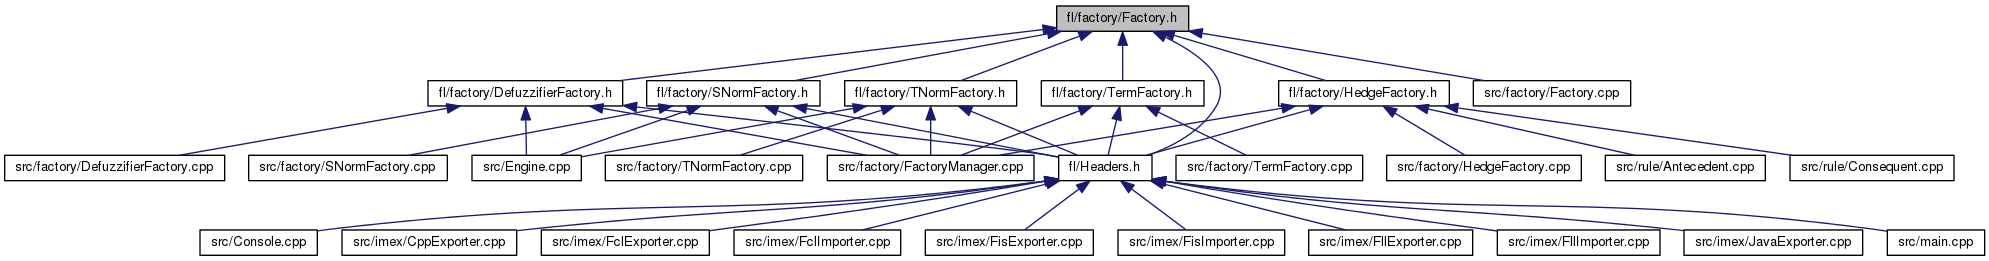 fl/factory/Factory.h
fl/factory/DefuzzifierFactory.h
fl/factory/SNormFactory.h
fl/factory/TNormFactory.h
fl/factory/TermFactory.h
fl/factory/HedgeFactory.h
src/factory/Factory.cpp
src/factory/DefuzzifierFactory.cpp
src/factory/SNormFactory.cpp
src/Engine.cpp
src/factory/TNormFactory.cpp
src/factory/FactoryManager.cpp
fl/Headers.h
src/factory/TermFactory.cpp
src/factory/HedgeFactory.cpp
src/rule/Antecedent.cpp
src/rule/Consequent.cpp
src/Console.cpp
src/imex/CppExporter.cpp
src/imex/FclExporter.cpp
src/imex/FclImporter.cpp
src/imex/FisExporter.cpp
src/imex/FisImporter.cpp
src/imex/FllExporter.cpp
src/imex/FllImporter.cpp
src/imex/JavaExporter.cpp
src/main.cpp